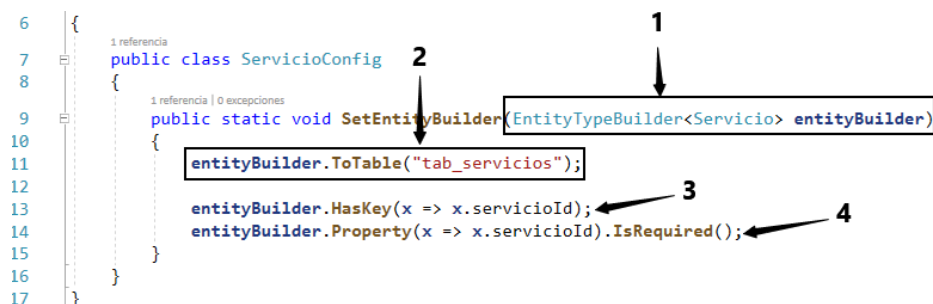 6 {
1 referencia
7 public class ServicioConfig
8 {
1 referencia | 0 excepciones
9 public static void SetEntityBuilder(EntityTypeBuilder<Servicio> entityBuilder)
10 {
11 entityBuilder.ToTable("tab_servicios");
12
13 entityBuilder.HasKey(x => x.servicioId);
14 entityBuilder.Property(x => x.servicioId).IsRequired();
15 }
16 }
17 }
1
2
3
4